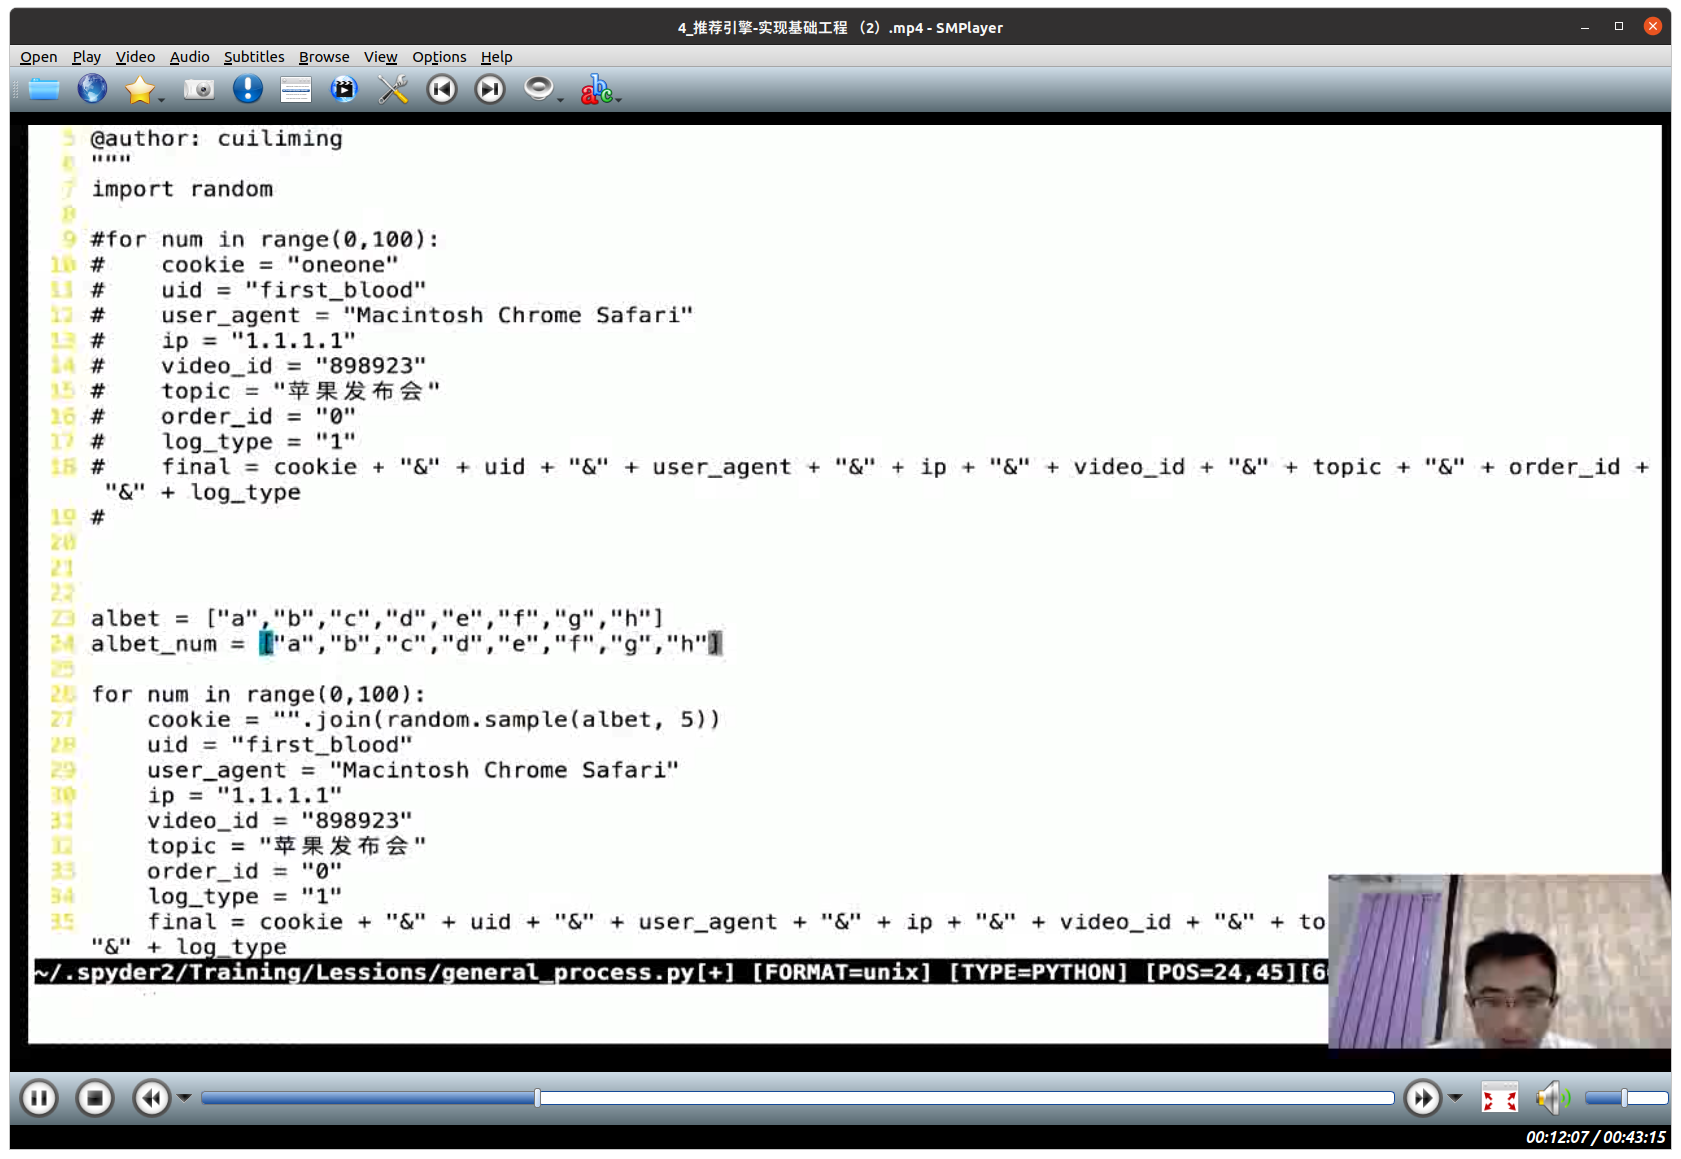 4_推荐引擎-实现基础工程 （2）.mp4 - SMPlayer
Open Play Video Audio Subtitles Browse View Options Help
abc
5 @author: cuiliming
6 """
7 import random
8
9 #for num in range(0,100):
10 #    cookie = "oneone"
11 #    uid = "first_blood"
12 #    user_agent = "Macintosh Chrome Safari"
13 #    ip = "1.1.1.1"
14 #    video_id = "898923"
15 #    topic = "苹果发布会"
16 #    order_id = "0"
17 #    log_type = "1"
18 #    final = cookie + "&" + uid + "&" + user_agent + "&" + ip + "&" + video_id + "&" + topic + "&" + order_id +
"&" + log_type
19 #
20
21
22
23 albet = ["a","b","c","d","e","f","g","h"]
24 albet_num = ["a","b","c","d","e","f","g","h"]
25
26 for num in range(0,100):
27     cookie = "".join(random.sample(albet, 5))
28     uid = "first_blood"
29     user_agent = "Macintosh Chrome Safari"
30     ip = "1.1.1.1"
31     video_id = "898923"
32     topic = "苹果发布会"
33     order_id = "0"
34     log_type = "1"
35     final = cookie + "&" + uid + "&" + user_agent + "&" + ip + "&" + video_id + "&" + to
"&" + log_type
~/.spyder2/Training/Lessions/general_process.py[+] [FORMAT=unix] [TYPE=PYTHON] [POS=24,45][6
00:12:07 / 00:43:15